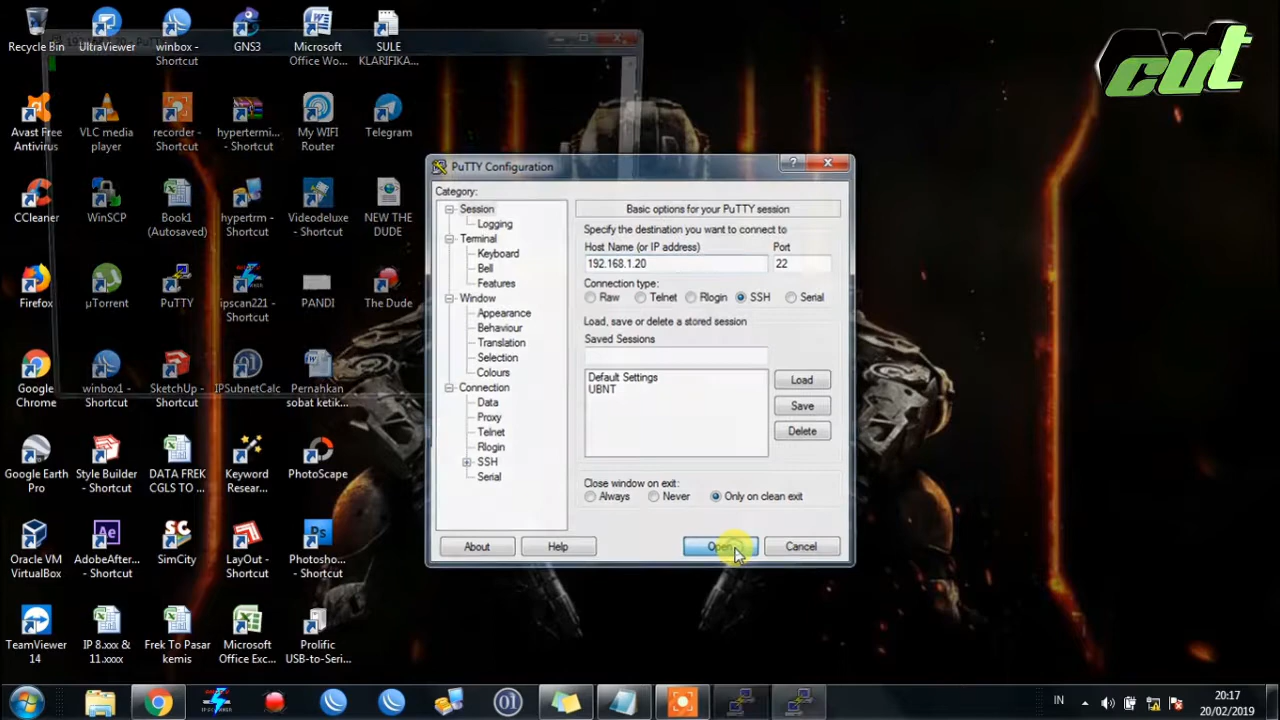 Recycle Bin
UltraViewer
winbox -
Shortcut
GNS3
Microsoft
Office Wo...
SULE
KLARIFIKA...
cut
Avast Free
Antivirus
VLC media
player
recorder -
Shortcut
hypertermi...
- Shortcut
My WIFI
Router
Telegram
CCleaner
WinSCP
Book1
(Autosaved)
hypertrm -
Shortcut
Videodeluxe
- Shortcut
NEW THE
DUDE
Firefox
µTorrent
PuTTY
ipscan221 -
Shortcut
PANDI
The Dude
Google
Chrome
winbox1 -
Shortcut
SketchUp -
Shortcut
IPSubnetCalc
Pernahkan
sobat ketik...
Google Earth
Pro
Style Builder
- Shortcut
DATA FREK
CGLS TO ...
Keyword
Resear...
PhotoScape
Oracle VM
VirtualBox
AdobeAfter...
- Shortcut
SimCity
LayOut -
Shortcut
Photosho...
- Shortcut
TeamViewer
14
IP 8.xxx &
11.xxxx
Frek To Pasar
kemis
Microsoft
Office Exc...
Prolific
USB-to-Seri...
PuTTY Configuration
Category:
Session
Logging
Terminal
Keyboard
Bell
Features
Window
Appearance
Behaviour
Translation
Selection
Colours
Connection
Data
Proxy
Telnet
Rlogin
SSH
Serial
Basic options for your PuTTY session
Specify the destination you want to connect to
Host Name (or IP address) Port
192.168.1.20 22
Connection type:
Raw Telnet Rlogin SSH Serial
Load, save or delete a stored session
Saved Sessions
Default Settings
UBNT
Load
Save
Delete
Close window on exit:
Always Never Only on clean exit
About Help Open Cancel
IN
20:17
20/02/2019